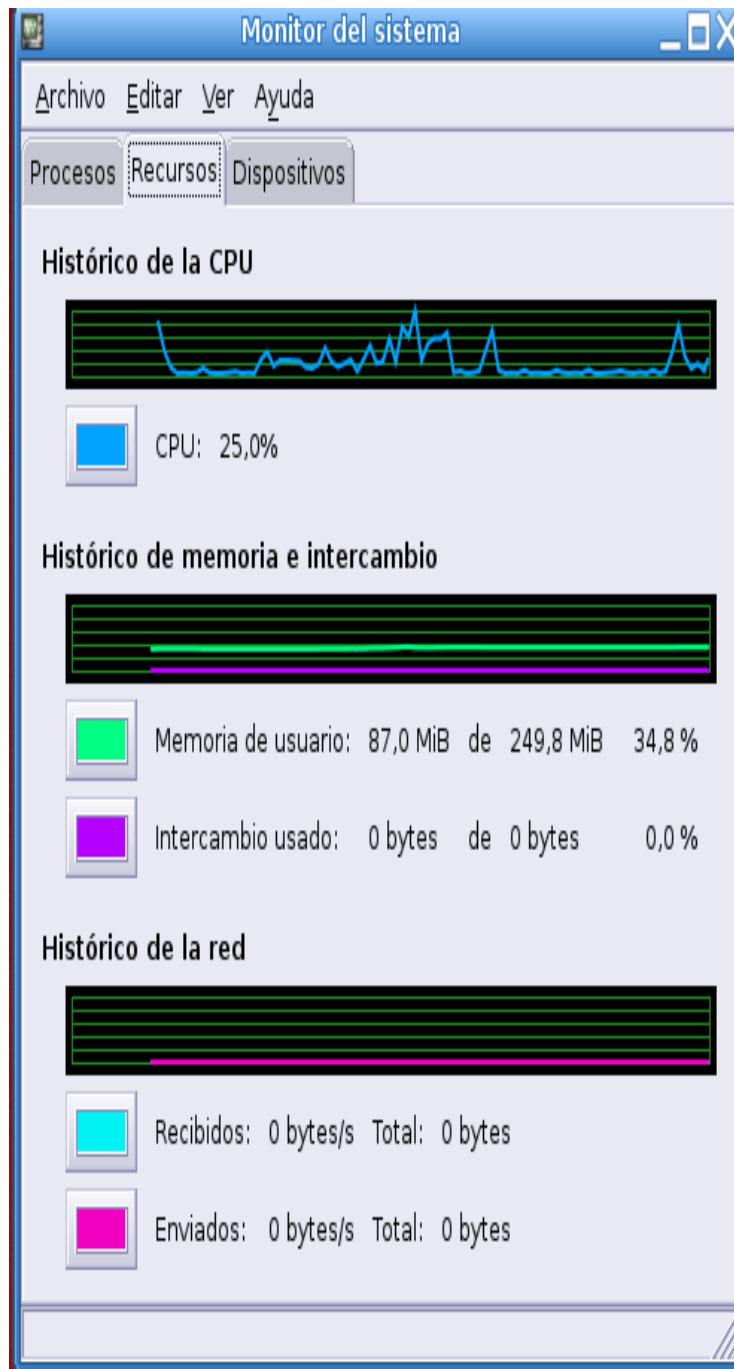 Monitor del sistema
Archivo Editar Ver Ayuda
Procesos Recursos Dispositivos
Histórico de la CPU
CPU: 25,0%
Histórico de memoria e intercambio
Memoria de usuario: 87,0 MiB de 249,8 MiB 34,8 %
Intercambio usado: 0 bytes de 0 bytes 0,0 %
Histórico de la red
Recibidos: 0 bytes/s Total: 0 bytes
Enviados: 0 bytes/s Total: 0 bytes